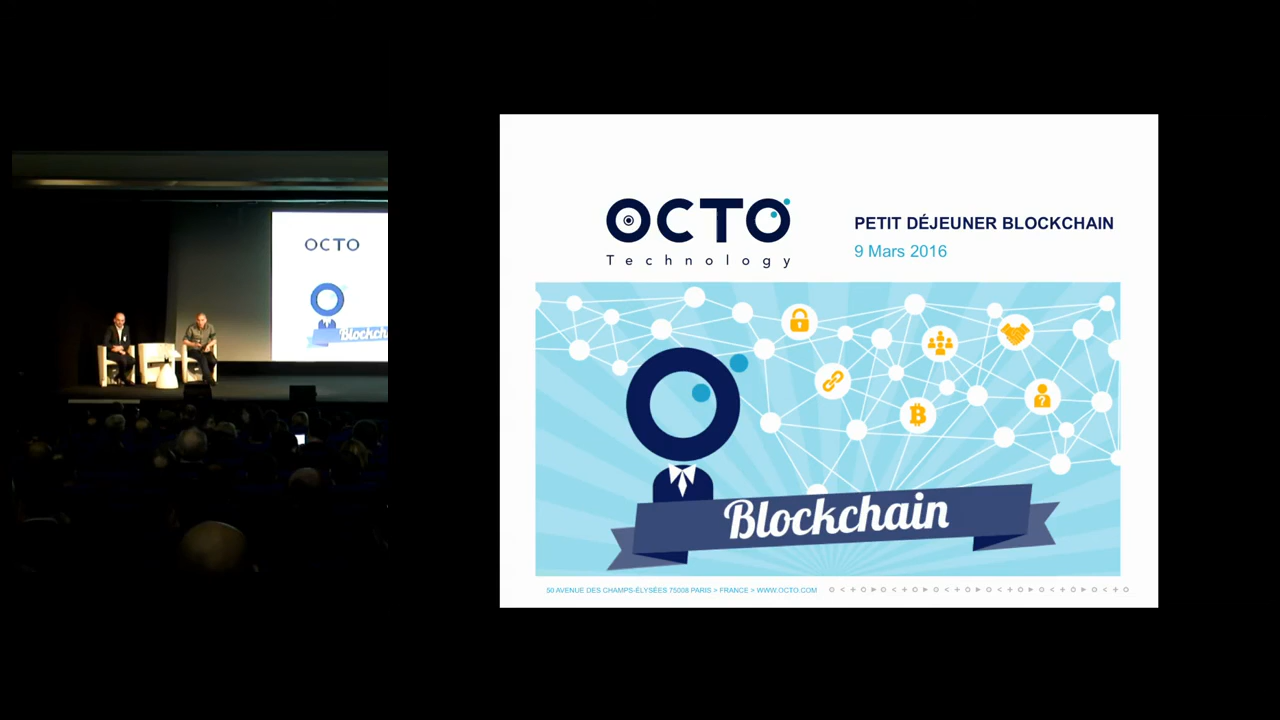 OCTO
Blockch
OCTO
Technology
PETIT DÉJEUNER BLOCKCHAIN
9 Mars 2016
Blockchain
50 AVENUE DES CHAMPS-ÉLYSÉES 75008 PARIS > FRANCE > WWW.OCTO.COM